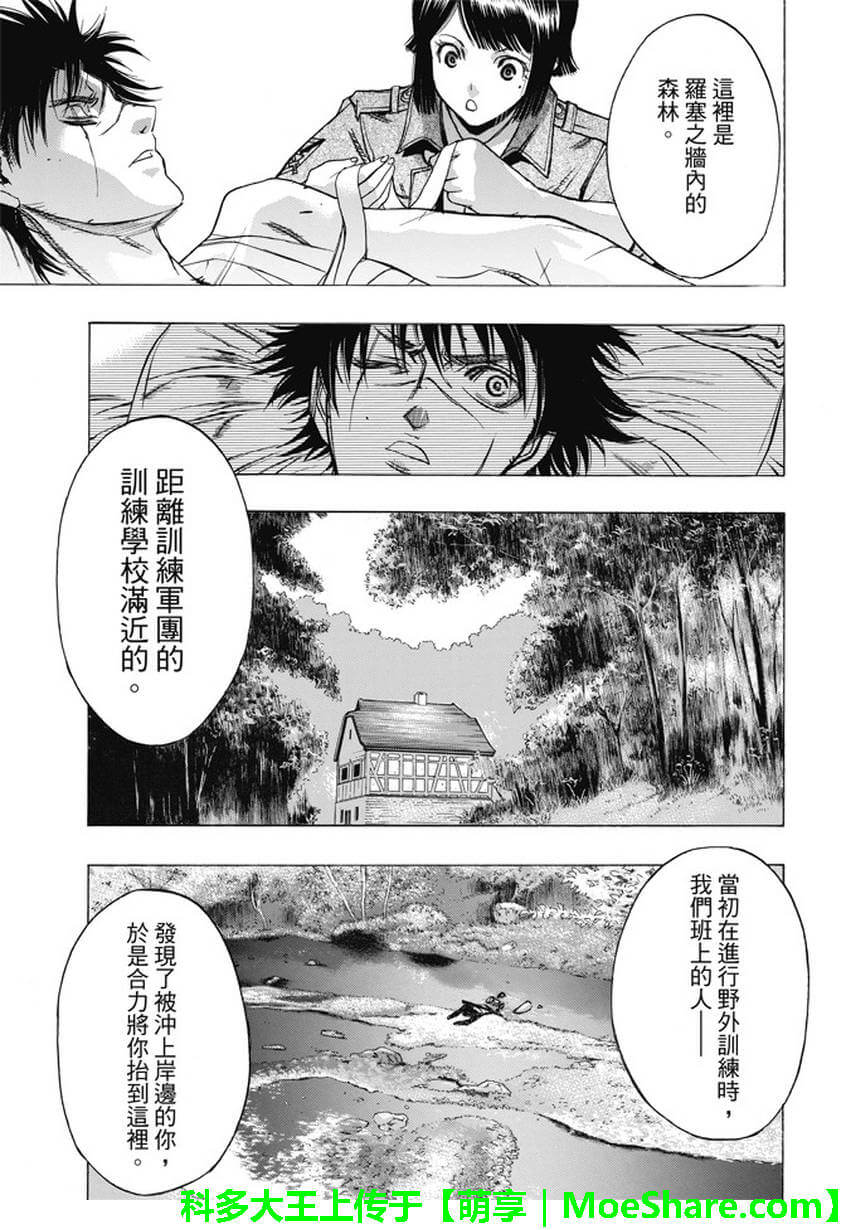 這裡是
羅塞之牆內的
森林。
距離訓練軍團的
訓練學校滿近的。
當初在進行野外訓練時，
我們班上的人——
發現了被沖上岸邊的你，
於是合力將你抬到這裡。
科多大王上传于【萌享】MoeShare.com】